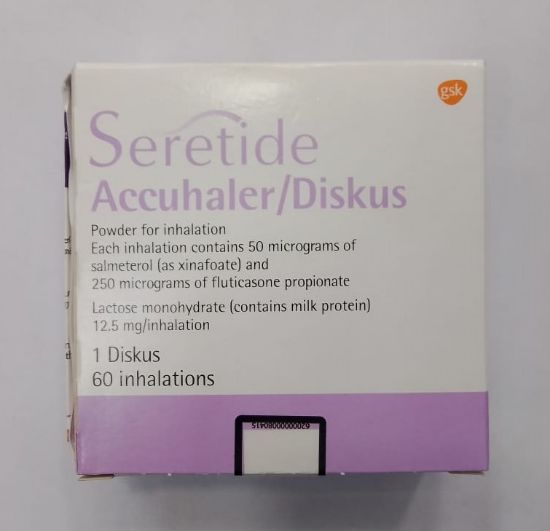 gsk
Seretide
Accuhaler/Diskus
Powder for inhalation
Each inhalation contains 50 micrograms of
salmeterol (as xinafoate) and
250 micrograms of fluticasone propionate
Lactose monohydrate (contains milk protein)
12.5 mg/inhalation
1 Diskus
60 inhalations